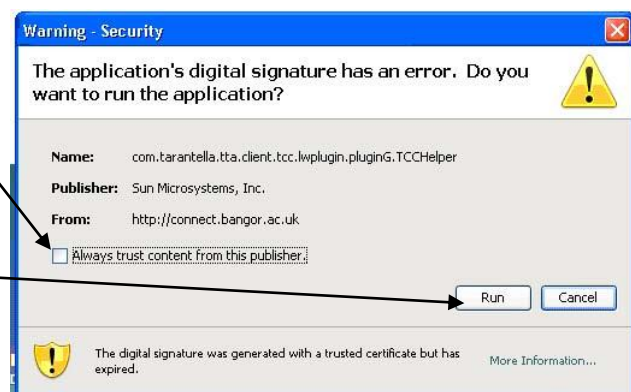 Warning - Security
The application's digital signature has an error. Do you
want to run the application?
Name: com.tarantella.tta.client.tcc.lwplugin.pluginG.TCCHelper
Publisher: Sun Microsystems, Inc.
From: http://connect.bangor.ac.uk
Always trust content from this publisher.
Run Cancel
The digital signature was generated with a trusted certificate but has
expired.
More Information...